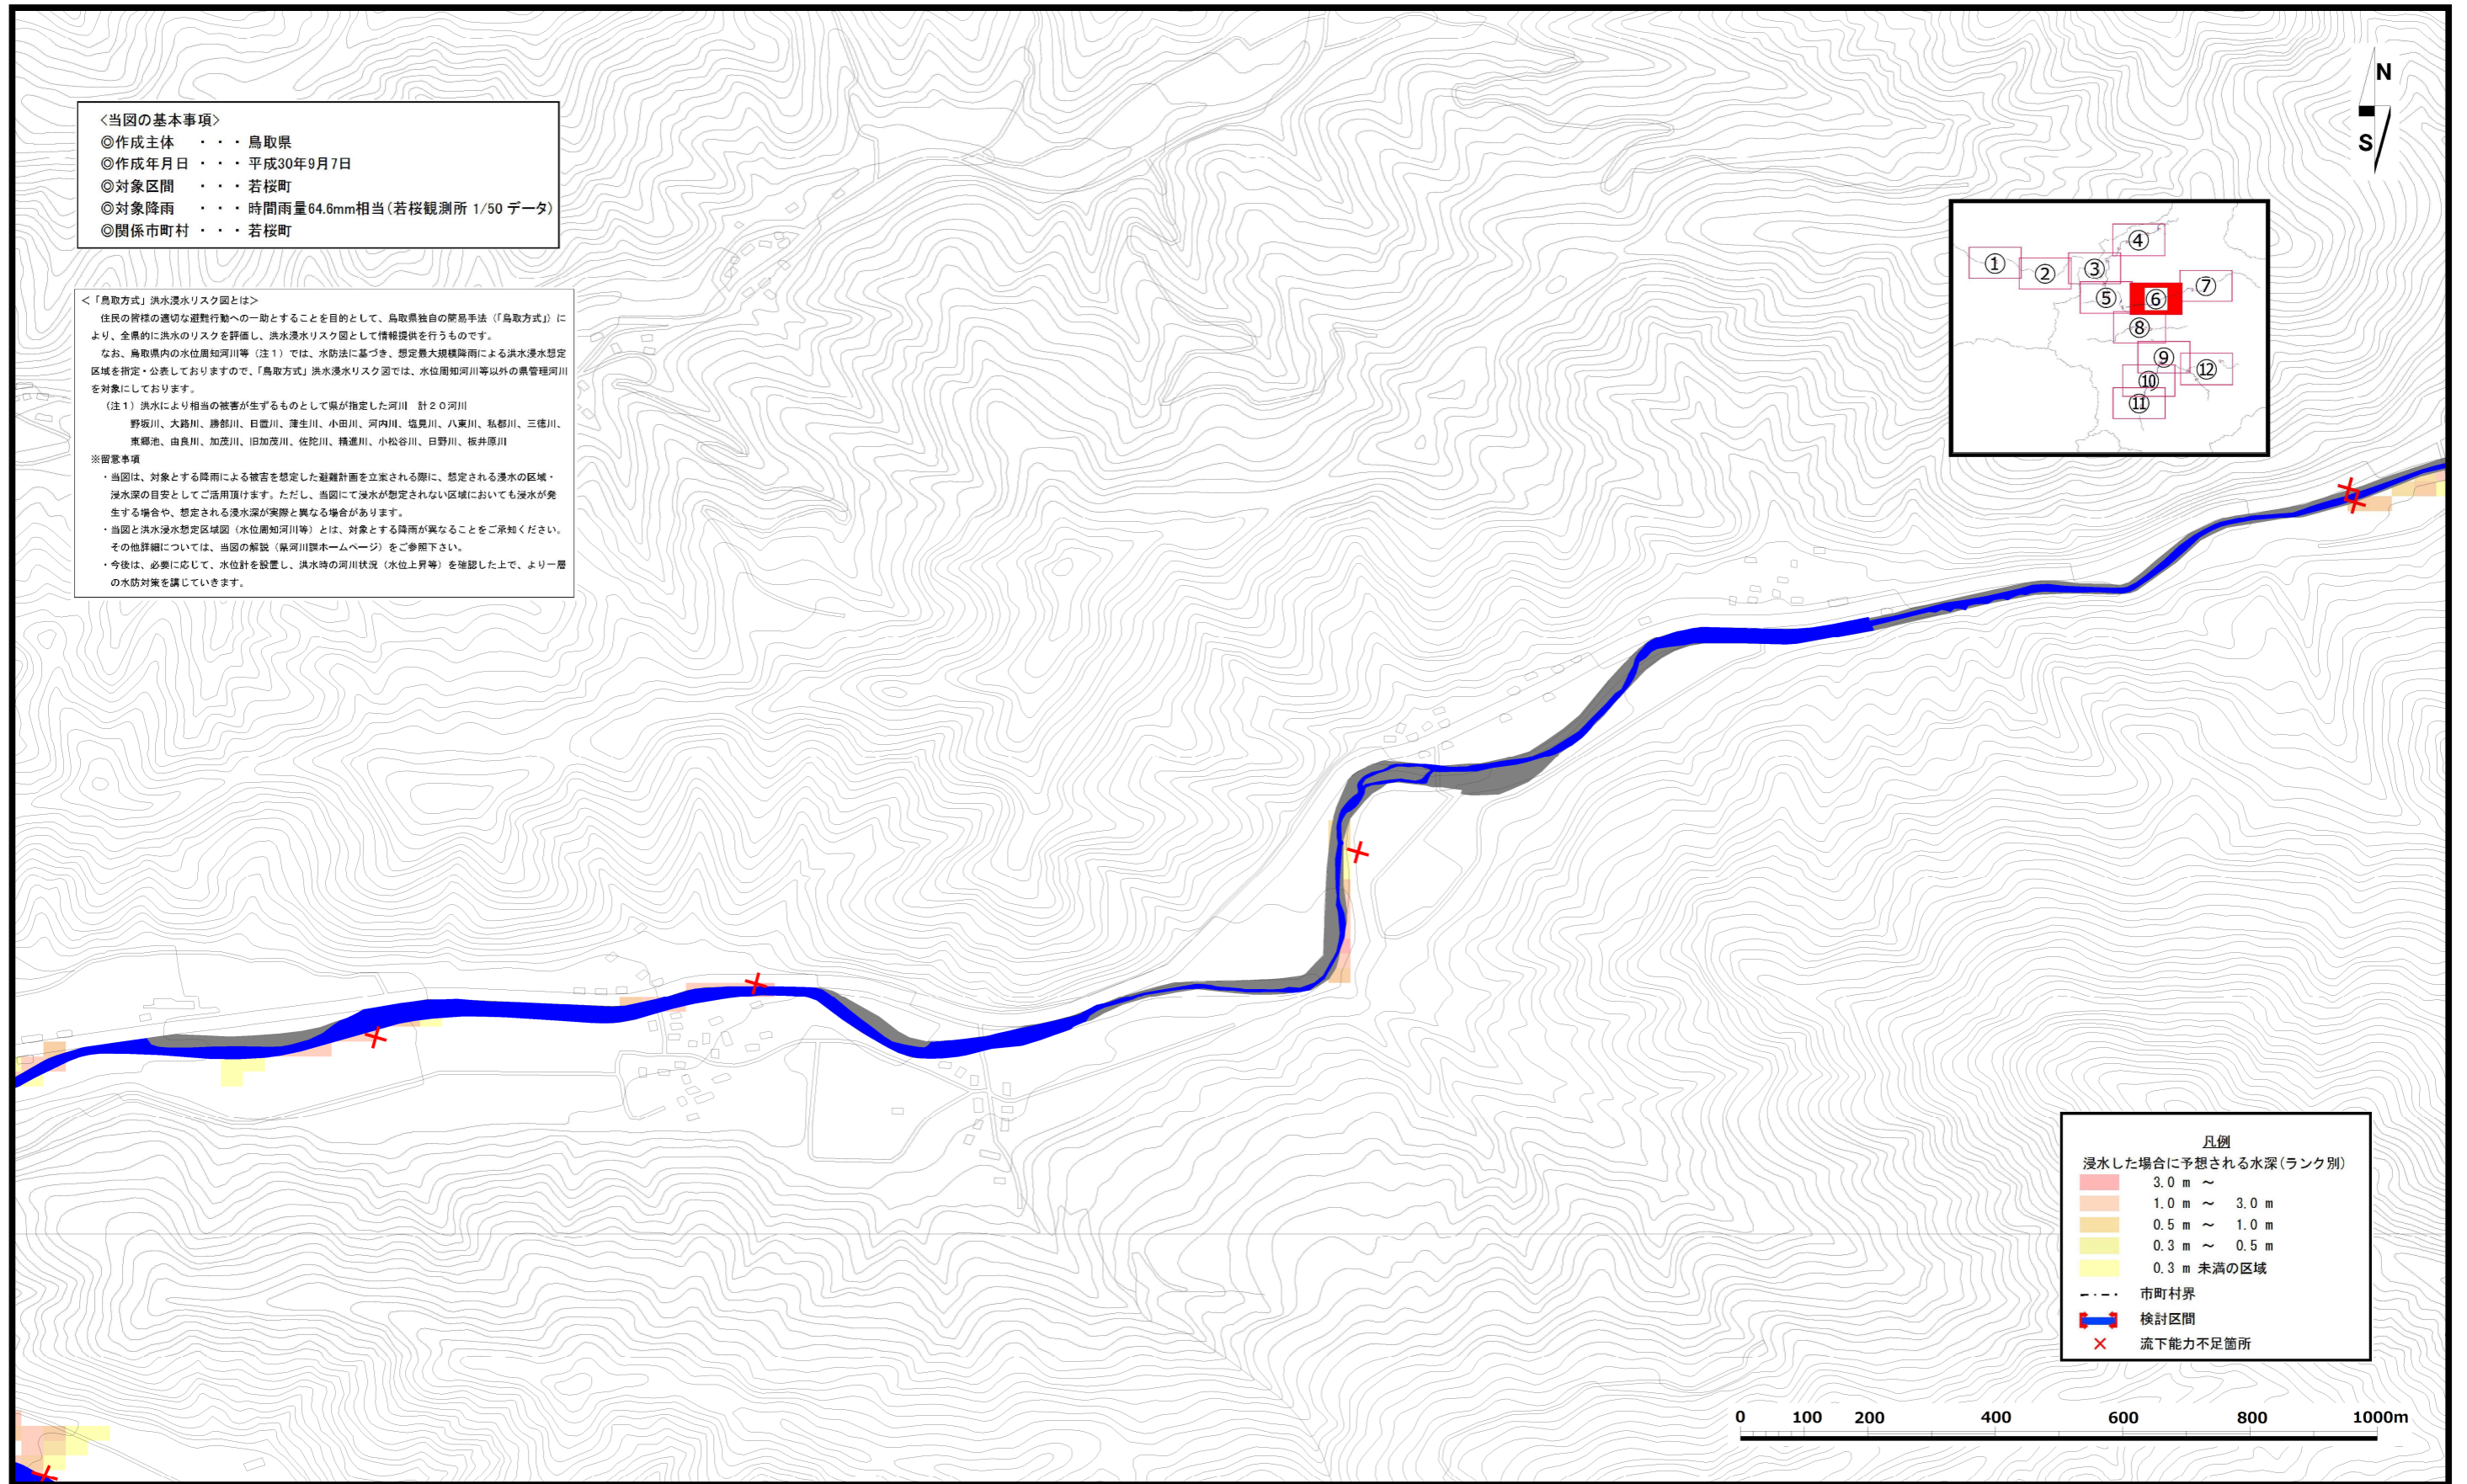 <当図の基本事項>
◎作成主体 ・・・鳥取県
◎作成年月日 ・・・平成30年9月7日
◎対象区間 ・・・若桜町
◎対象降雨 ・・・時間雨量64.6mm相当(若桜観測所 1/50 データ)
◎関係市町村 ・・・若桜町
<「鳥取方式」洪水浸水リスク図とは>
住民の皆様の適切な避難行動への一助とすることを目的として、鳥取県独自の簡易手法(「鳥取方式」)に
より、全県的に洪水のリスクを評価し、洪水浸水リスク図として情報提供を行うものです。
なお、鳥取県内の水位周知河川等(注1)では、水防法に基づき、想定最大規模降雨による洪水浸水想定
区域を指定・公表しておりますので、「鳥取方式」洪水浸水リスク図では、水位周知河川等以外の県管理河川
を対象にしております。
(注1)洪水により相当の被害が生ずるものとして県が指定した河川 計20河川
野坂川、大路川、勝部川、日置川、蒲生川、小田川、河内川、塩見川、八東川、私都川、三徳川、
東郷池、由良川、加茂川、旧加茂川、佐陀川、精進川、小松谷川、日野川、板井原川
※留意事項
・当図は、対象とする降雨による被害を想定した避難計画を立案される際に、想定される浸水の区域・
浸水深の目安としてご活用頂けます。ただし、当図にて浸水が想定されない区域においても浸水が発
生する場合や、想定される浸水深が実際と異なる場合があります。
・当図と洪水浸水想定区域図(水位周知河川等)とは、対象とする降雨が異なることをご承知ください。
その他詳細については、当図の解説(県河川課ホームページ)をご参照下さい。
・今後は、必要に応じて、水位計を設置し、洪水時の河川状況(水位上昇等)を確認した上で、より一層
の水防対策を講じていきます。
N
S
④
① ② ③
⑤ ⑥ ⑦
⑧
⑨
⑩ ⑫
⑪
凡例
浸水した場合に予想される水深(ランク別)
3.0 m ～
1.0 m ～ 3.0 m
0.5 m ～ 1.0 m
0.3 m ～ 0.5 m
0.3 m 未満の区域
市町村界
検討区間
流下能力不足箇所
0 100 200 400 600 800 1000m